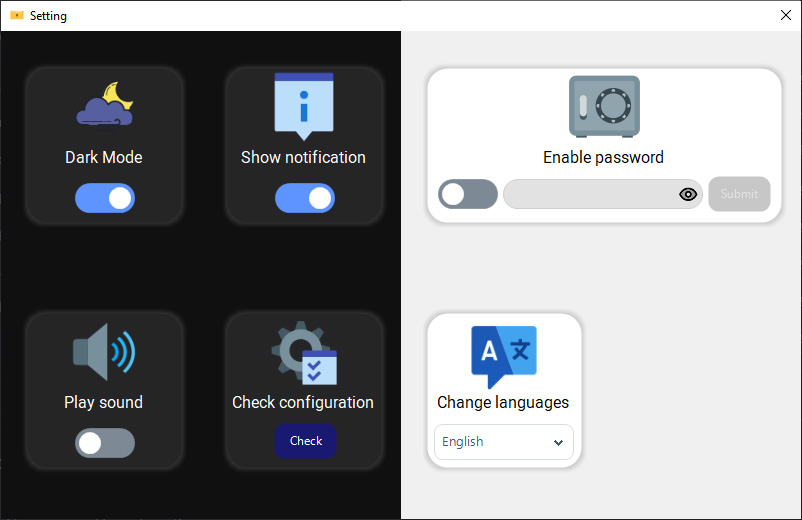 Setting
Dark Mode
Show notification
Enable password
Submit
Play sound
Check configuration
Check
A 文
Change languages
English